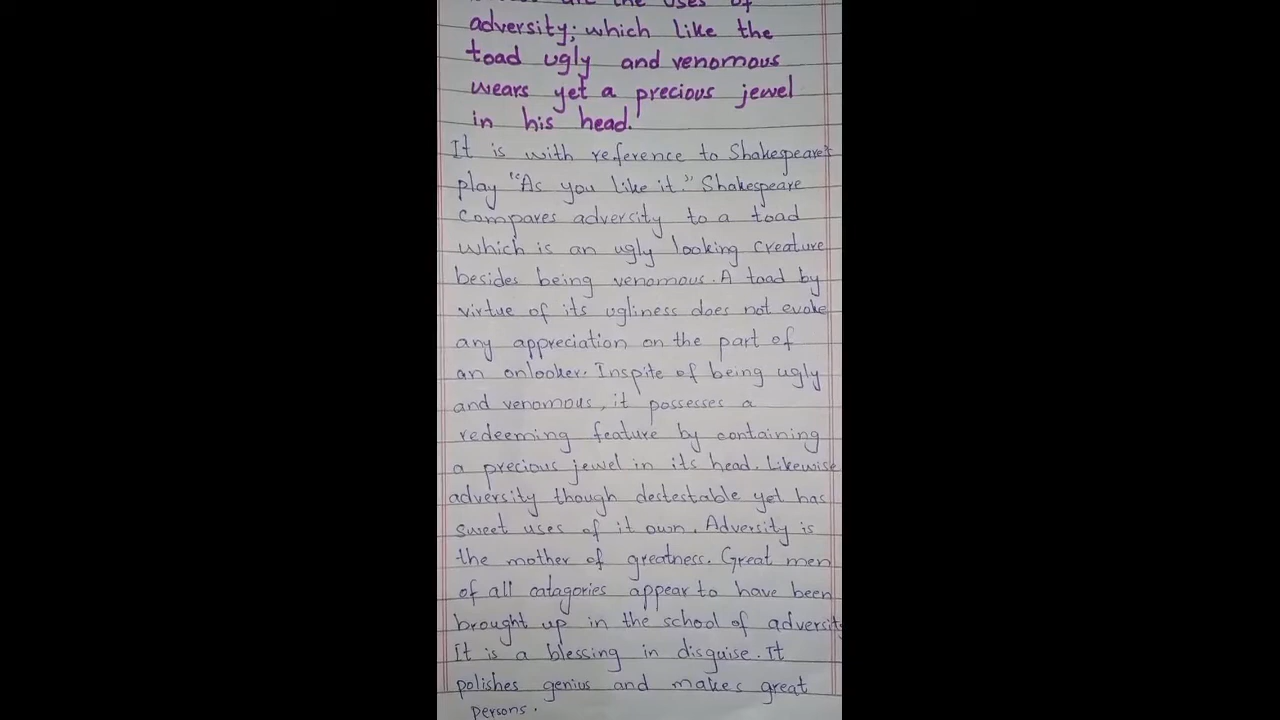 are the uses of
adversity; which like the
toad ugly and venomous
wears yet a precious jewel
in his head.'
It is with reference to Shakespeare's
play "As you like it." Shakespeare
compares adversity to a toad
which is an ugly looking creature
besides being venomous. A toad by
virtue of its ugliness does not evoke
any appreciation on the part of
an onlooker. Inspite of being ugly
and venomous, it possesses a
redeeming feature by containing
a precious jewel in its head. Likewise
adversity though destestable yet has
sweet uses of it own. Adversity is
the mother of greatness. Great men
of all catagories appear to have been
brought up in the school of adversity
It is a blessing in disguise. It
polishes genius and makes great
persons.